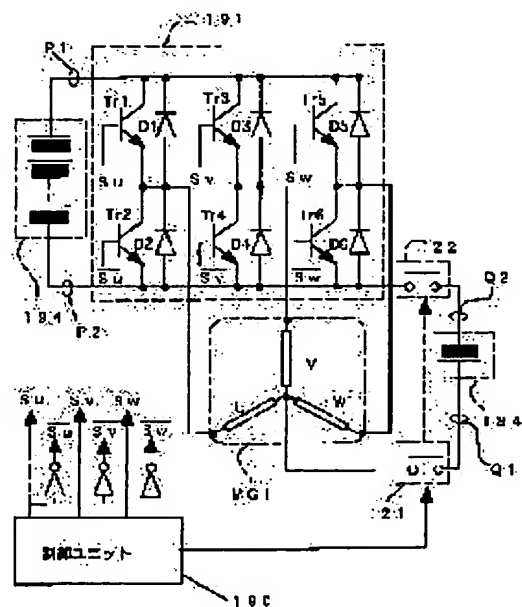 191
P1
Tr1
Tr3
Tr5
D1
D3
D5
Su
Sv
Sw
Tr2
Tr4
Tr6
D2
D4
D6
Su
Sv
Sw
22
Q2
194
P2
V
U
W
184
Q1
MG1
21
Su
Sv
Sw
Su
Sv
Sw
制御ユニット
190